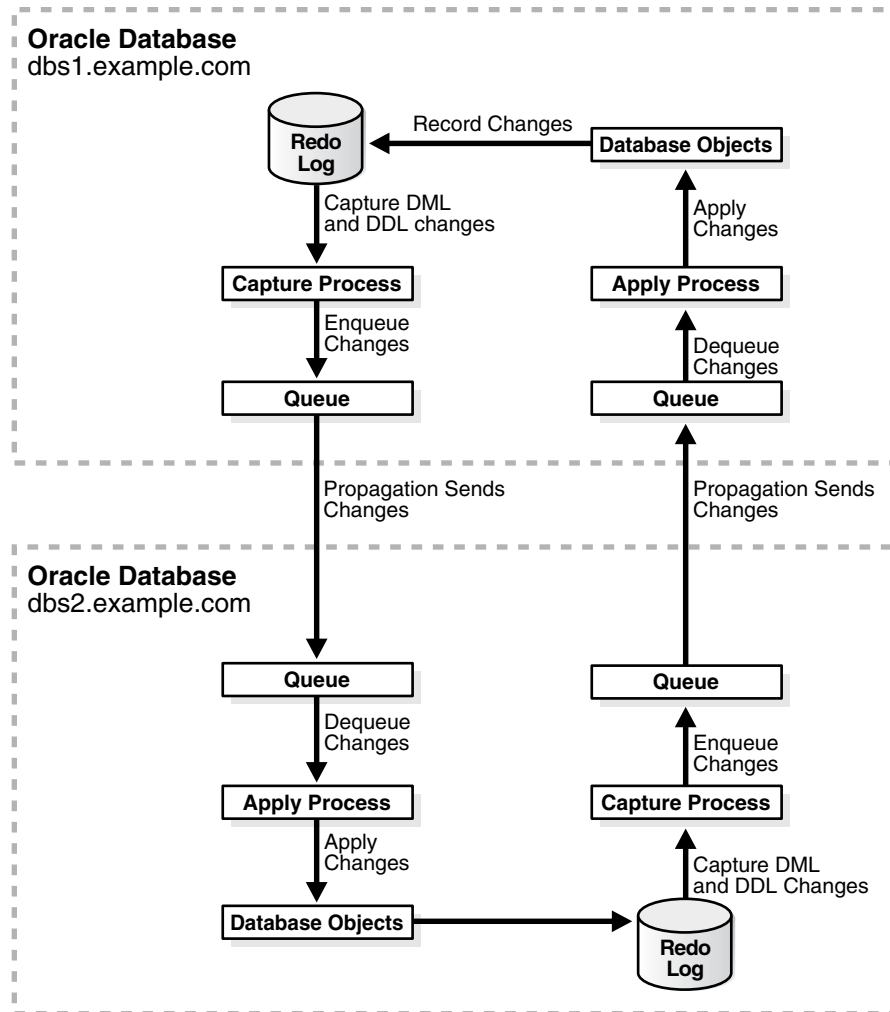 Oracle Database
dbs1.example.com
Record Changes
Redo
Log
Database Objects
Capture DML
and DDL changes
Apply
Changes
Capture Process
Apply Process
Enqueue
Changes
Dequeue
Changes
Queue
Queue
Propagation Sends
Changes
Propagation Sends
Changes
Oracle Database
dbs2.example.com
Queue
Queue
Dequeue
Changes
Enqueue
Changes
Apply Process
Capture Process
Apply
Changes
Capture DML
and DDL Changes
Database Objects
Redo
Log